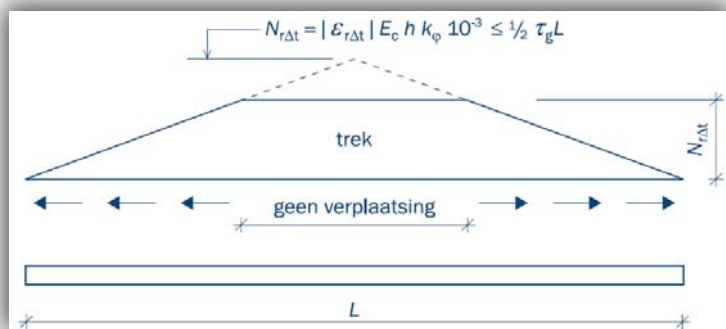 N_rΔt = | ε_rΔt | E_c h k_φ 10⁻³ ≤ ½ τ_g L
trek
N_rΔt
geen verplaatsing
L